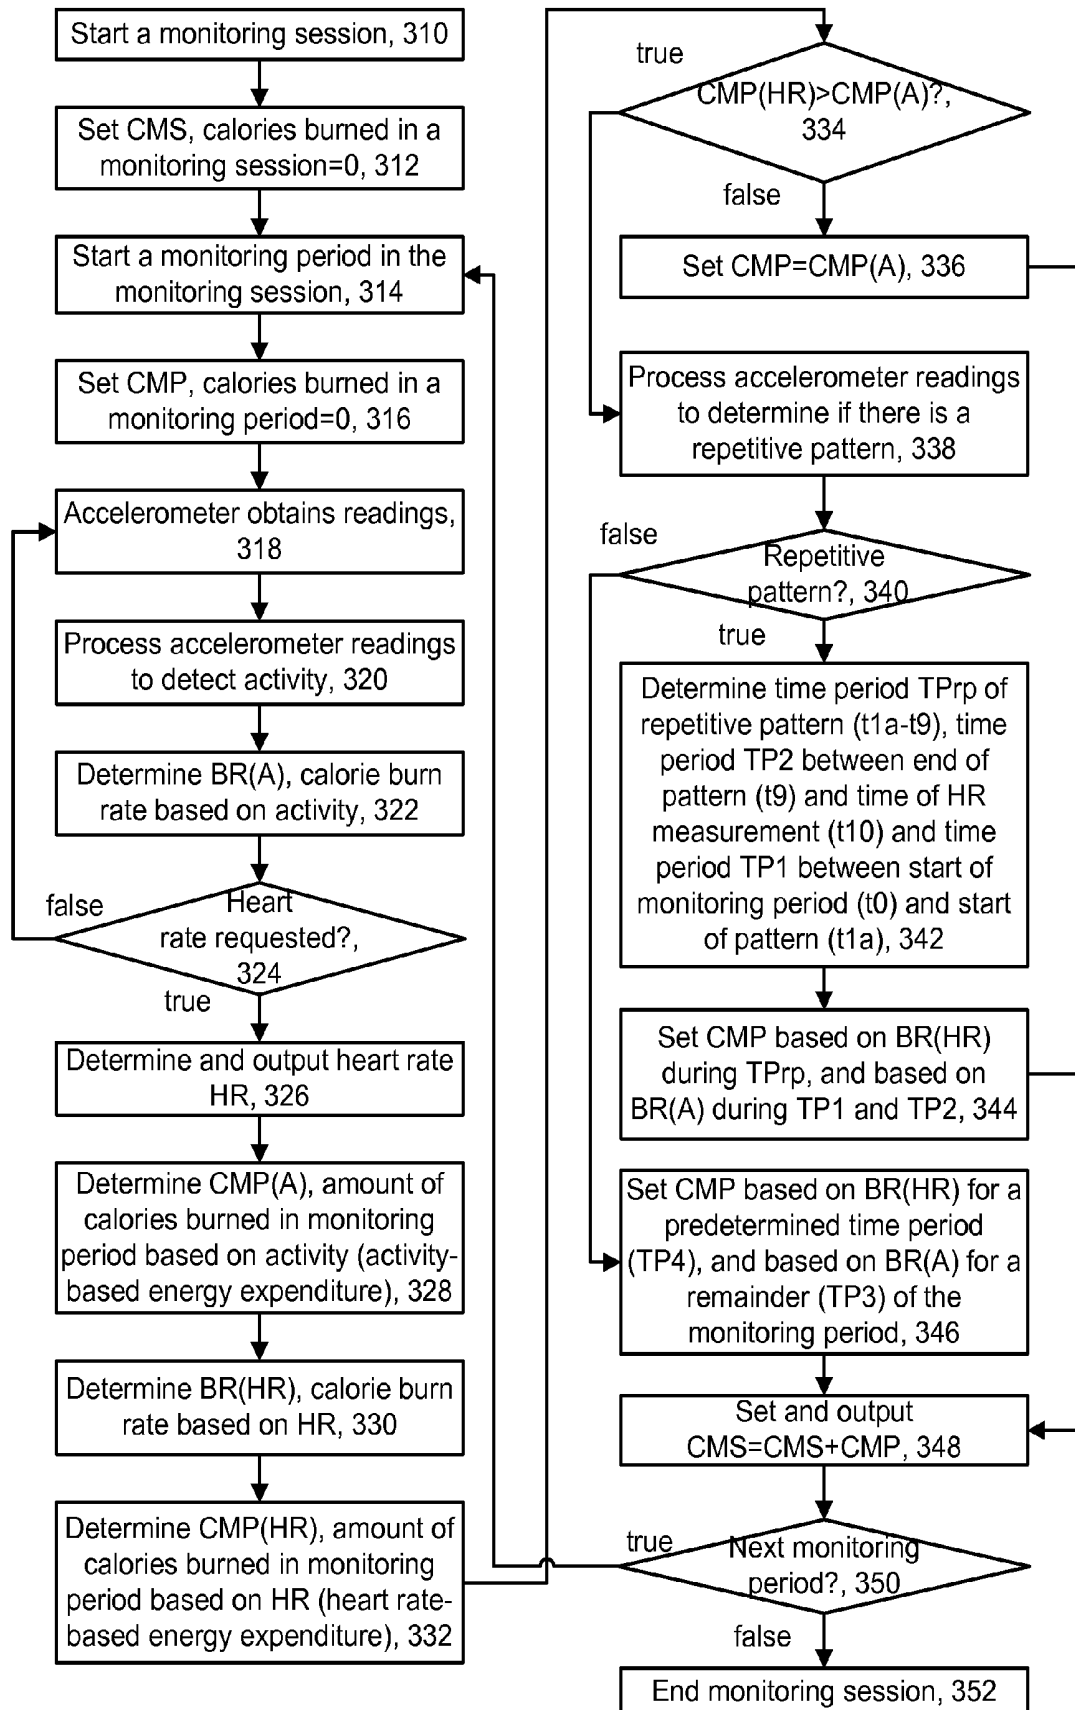 Start a monitoring session, 310
Set CMS, calories burned in a
monitoring session=0, 312
Start a monitoring period in the
monitoring session, 314
Set CMP, calories burned in a
monitoring period=0, 316
Accelerometer obtains readings,
318
Process accelerometer readings
to detect activity, 320
Determine BR(A), calorie burn
rate based on activity, 322
false
Heart
rate requested?,
324
true
Determine and output heart rate
HR, 326
Determine CMP(A), amount of
calories burned in monitoring
period based on activity (activity-
based energy expenditure), 328
Determine BR(HR), calorie burn
rate based on HR, 330
Determine CMP(HR), amount of
calories burned in monitoring
period based on HR (heart rate-
based energy expenditure), 332
true
CMP(HR)>CMP(A)?,
334
false
Set CMP=CMP(A), 336
Process accelerometer readings
to determine if there is a
repetitive pattern, 338
false
Repetitive
pattern?, 340
true
Determine time period TPrp of
repetitive pattern (t1a-t9), time
period TP2 between end of
pattern (t9) and time of HR
measurement (t10) and time
period TP1 between start of
monitoring period (t0) and start
of pattern (t1a), 342
Set CMP based on BR(HR)
during TPrp, and based on
BR(A) during TP1 and TP2, 344
Set CMP based on BR(HR) for a
predetermined time period
(TP4), and based on BR(A) for a
remainder (TP3) of the
monitoring period, 346
Set and output
CMS=CMS+CMP, 348
true
Next monitoring
period?, 350
false
End monitoring session, 352